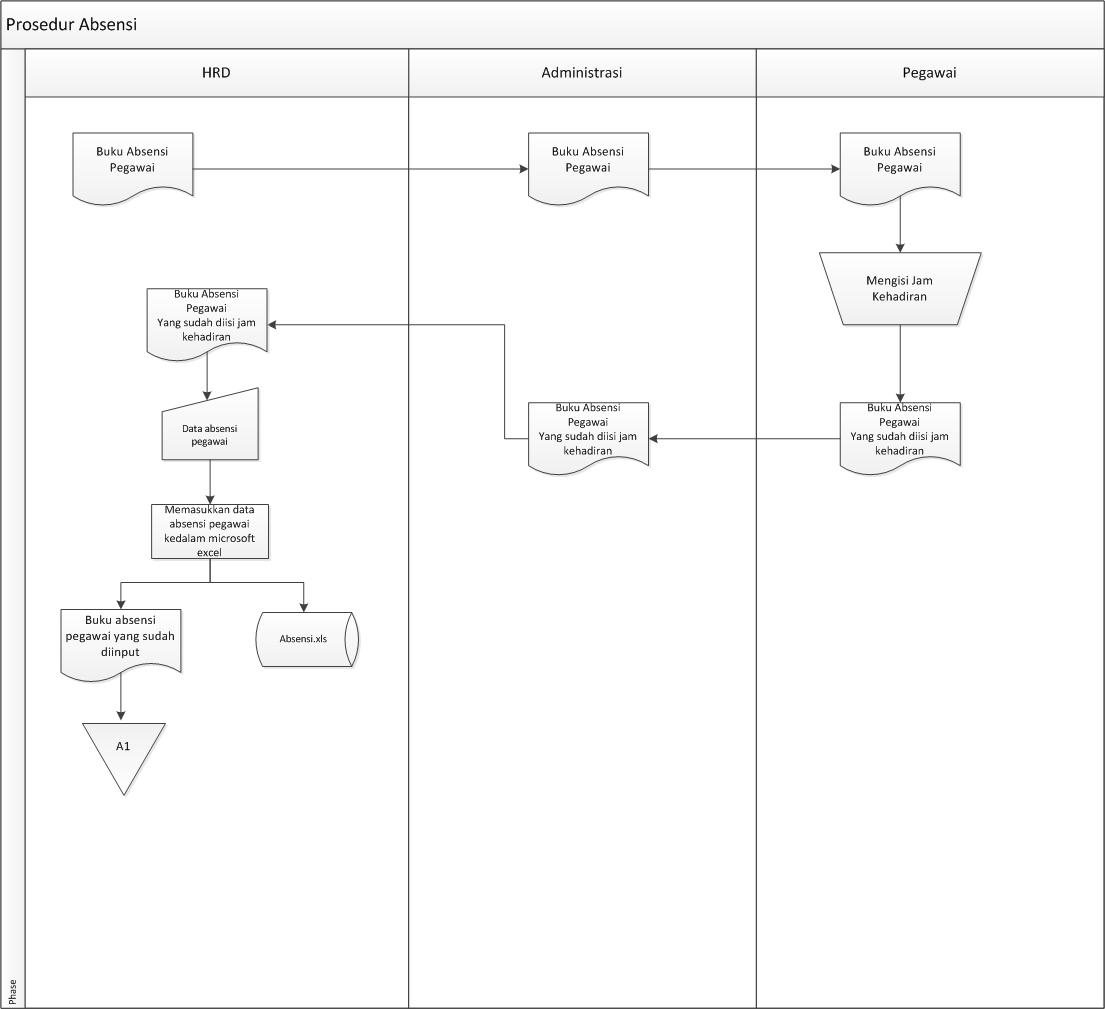 Prosedur Absensi
HRD
Administrasi
Pegawai
Buku Absensi
Pegawai
Buku Absensi
Pegawai
Buku Absensi
Pegawai
Mengisi Jam
Kehadiran
Buku Absensi
Pegawai
Yang sudah diisi jam
kehadiran
Buku Absensi
Pegawai
Yang sudah diisi jam
kehadiran
Buku Absensi
Pegawai
Yang sudah diisi jam
kehadiran
Data absensi
pegawai
Memasukkan data
absensi pegawai
kedalam microsoft
excel
Buku absensi
pegawai yang sudah
diinput
Absensi.xls
A1
Phase